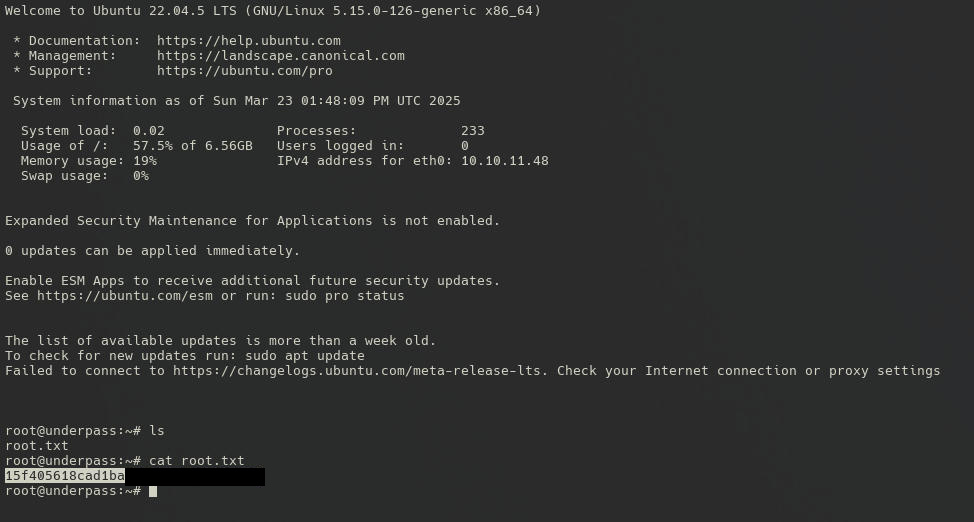 Welcome to Ubuntu 22.04.5 LTS (GNU/Linux 5.15.0-126-generic x86_64)
* Documentation: https://help.ubuntu.com
* Management: https://landscape.canonical.com
* Support: https://ubuntu.com/pro
System information as of Sun Mar 23 01:48:09 PM UTC 2025
System load: 0.02 Processes: 233
Usage of /: 57.5% of 6.56GB Users logged in: 0
Memory usage: 19% IPv4 address for eth0: 10.10.11.48
Swap usage: 0%
Expanded Security Maintenance for Applications is not enabled.
0 updates can be applied immediately.
Enable ESM Apps to receive additional future security updates.
See https://ubuntu.com/esm or run: sudo pro status
The list of available updates is more than a week old.
To check for new updates run: sudo apt update
Failed to connect to https://changelogs.ubuntu.com/meta-release-lts. Check your Internet connection or proxy settings
root@underpass:~# ls
root.txt
root@underpass:~# cat root.txt
15f405618cad1ba
root@underpass:~#